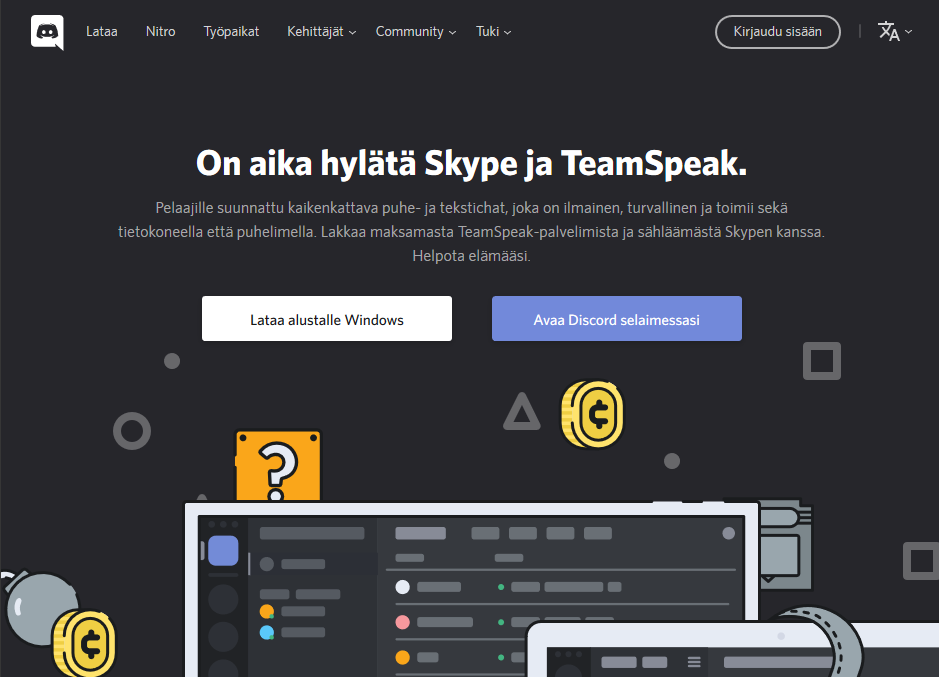 Lataa Nitro Työpaikat Kehittäjät Community Tuki Kirjaudu sisään
On aika hylätä Skype ja TeamSpeak.
Pelaajille suunnattu kaikenkattava puhe- ja tekstichat, joka on ilmainen, turvallinen ja toimii sekä
tietokoneella että puhelimella. Lakkaa maksamasta TeamSpeak-palvelimista ja sähläämästä Skypen kanssa.
Helpota elämääsi.
Lataa alustalle Windows Avaa Discord selaimessasi
?
¢
¢